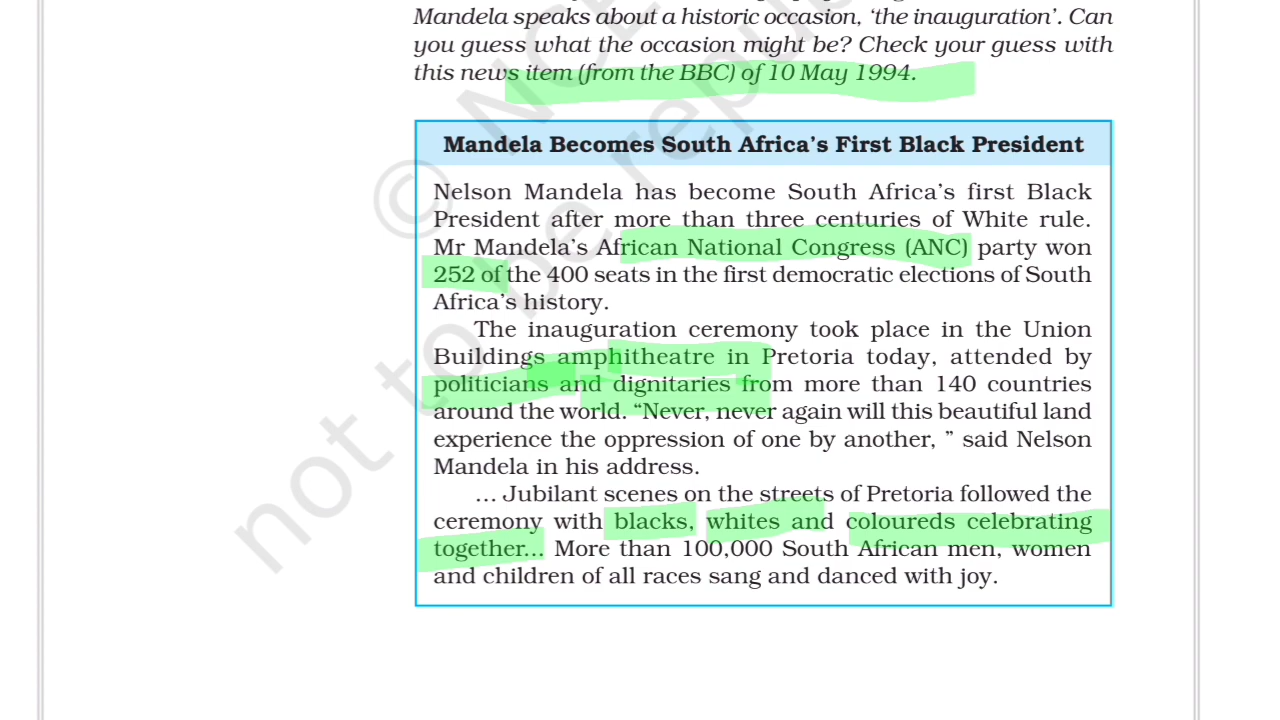 Mandela speaks about a historic occasion, ‘the inauguration’. Can
you guess what the occasion might be? Check your guess with
this news item (from the BBC) of 10 May 1994.
Mandela Becomes South Africa’s First Black President
Nelson Mandela has become South Africa’s first Black
President after more than three centuries of White rule.
Mr Mandela’s African National Congress (ANC) party won
252 of the 400 seats in the first democratic elections of South
Africa’s history.
The inauguration ceremony took place in the Union
Buildings amphitheatre in Pretoria today, attended by
politicians and dignitaries from more than 140 countries
around the world. “Never, never again will this beautiful land
experience the oppression of one by another, ” said Nelson
Mandela in his address.
... Jubilant scenes on the streets of Pretoria followed the
ceremony with blacks, whites and coloureds celebrating
together... More than 100,000 South African men, women
and children of all races sang and danced with joy.
© NCE
not to be repu